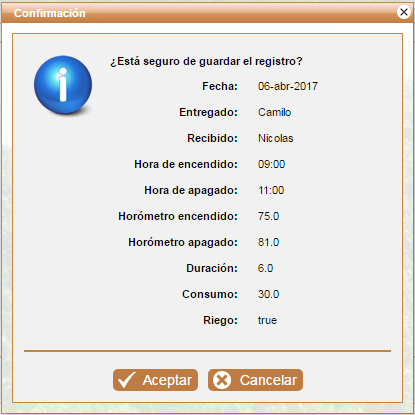 Confirmación
¿Está seguro de guardar el registro?
Fecha: 06-abr-2017
Entregado: Camilo
Recibido: Nicolas
Hora de encendido: 09:00
Hora de apagado: 11:00
Horómetro encendido: 75.0
Horómetro apagado: 81.0
Duración: 6.0
Consumo: 30.0
Riego: true
Aceptar Cancelar